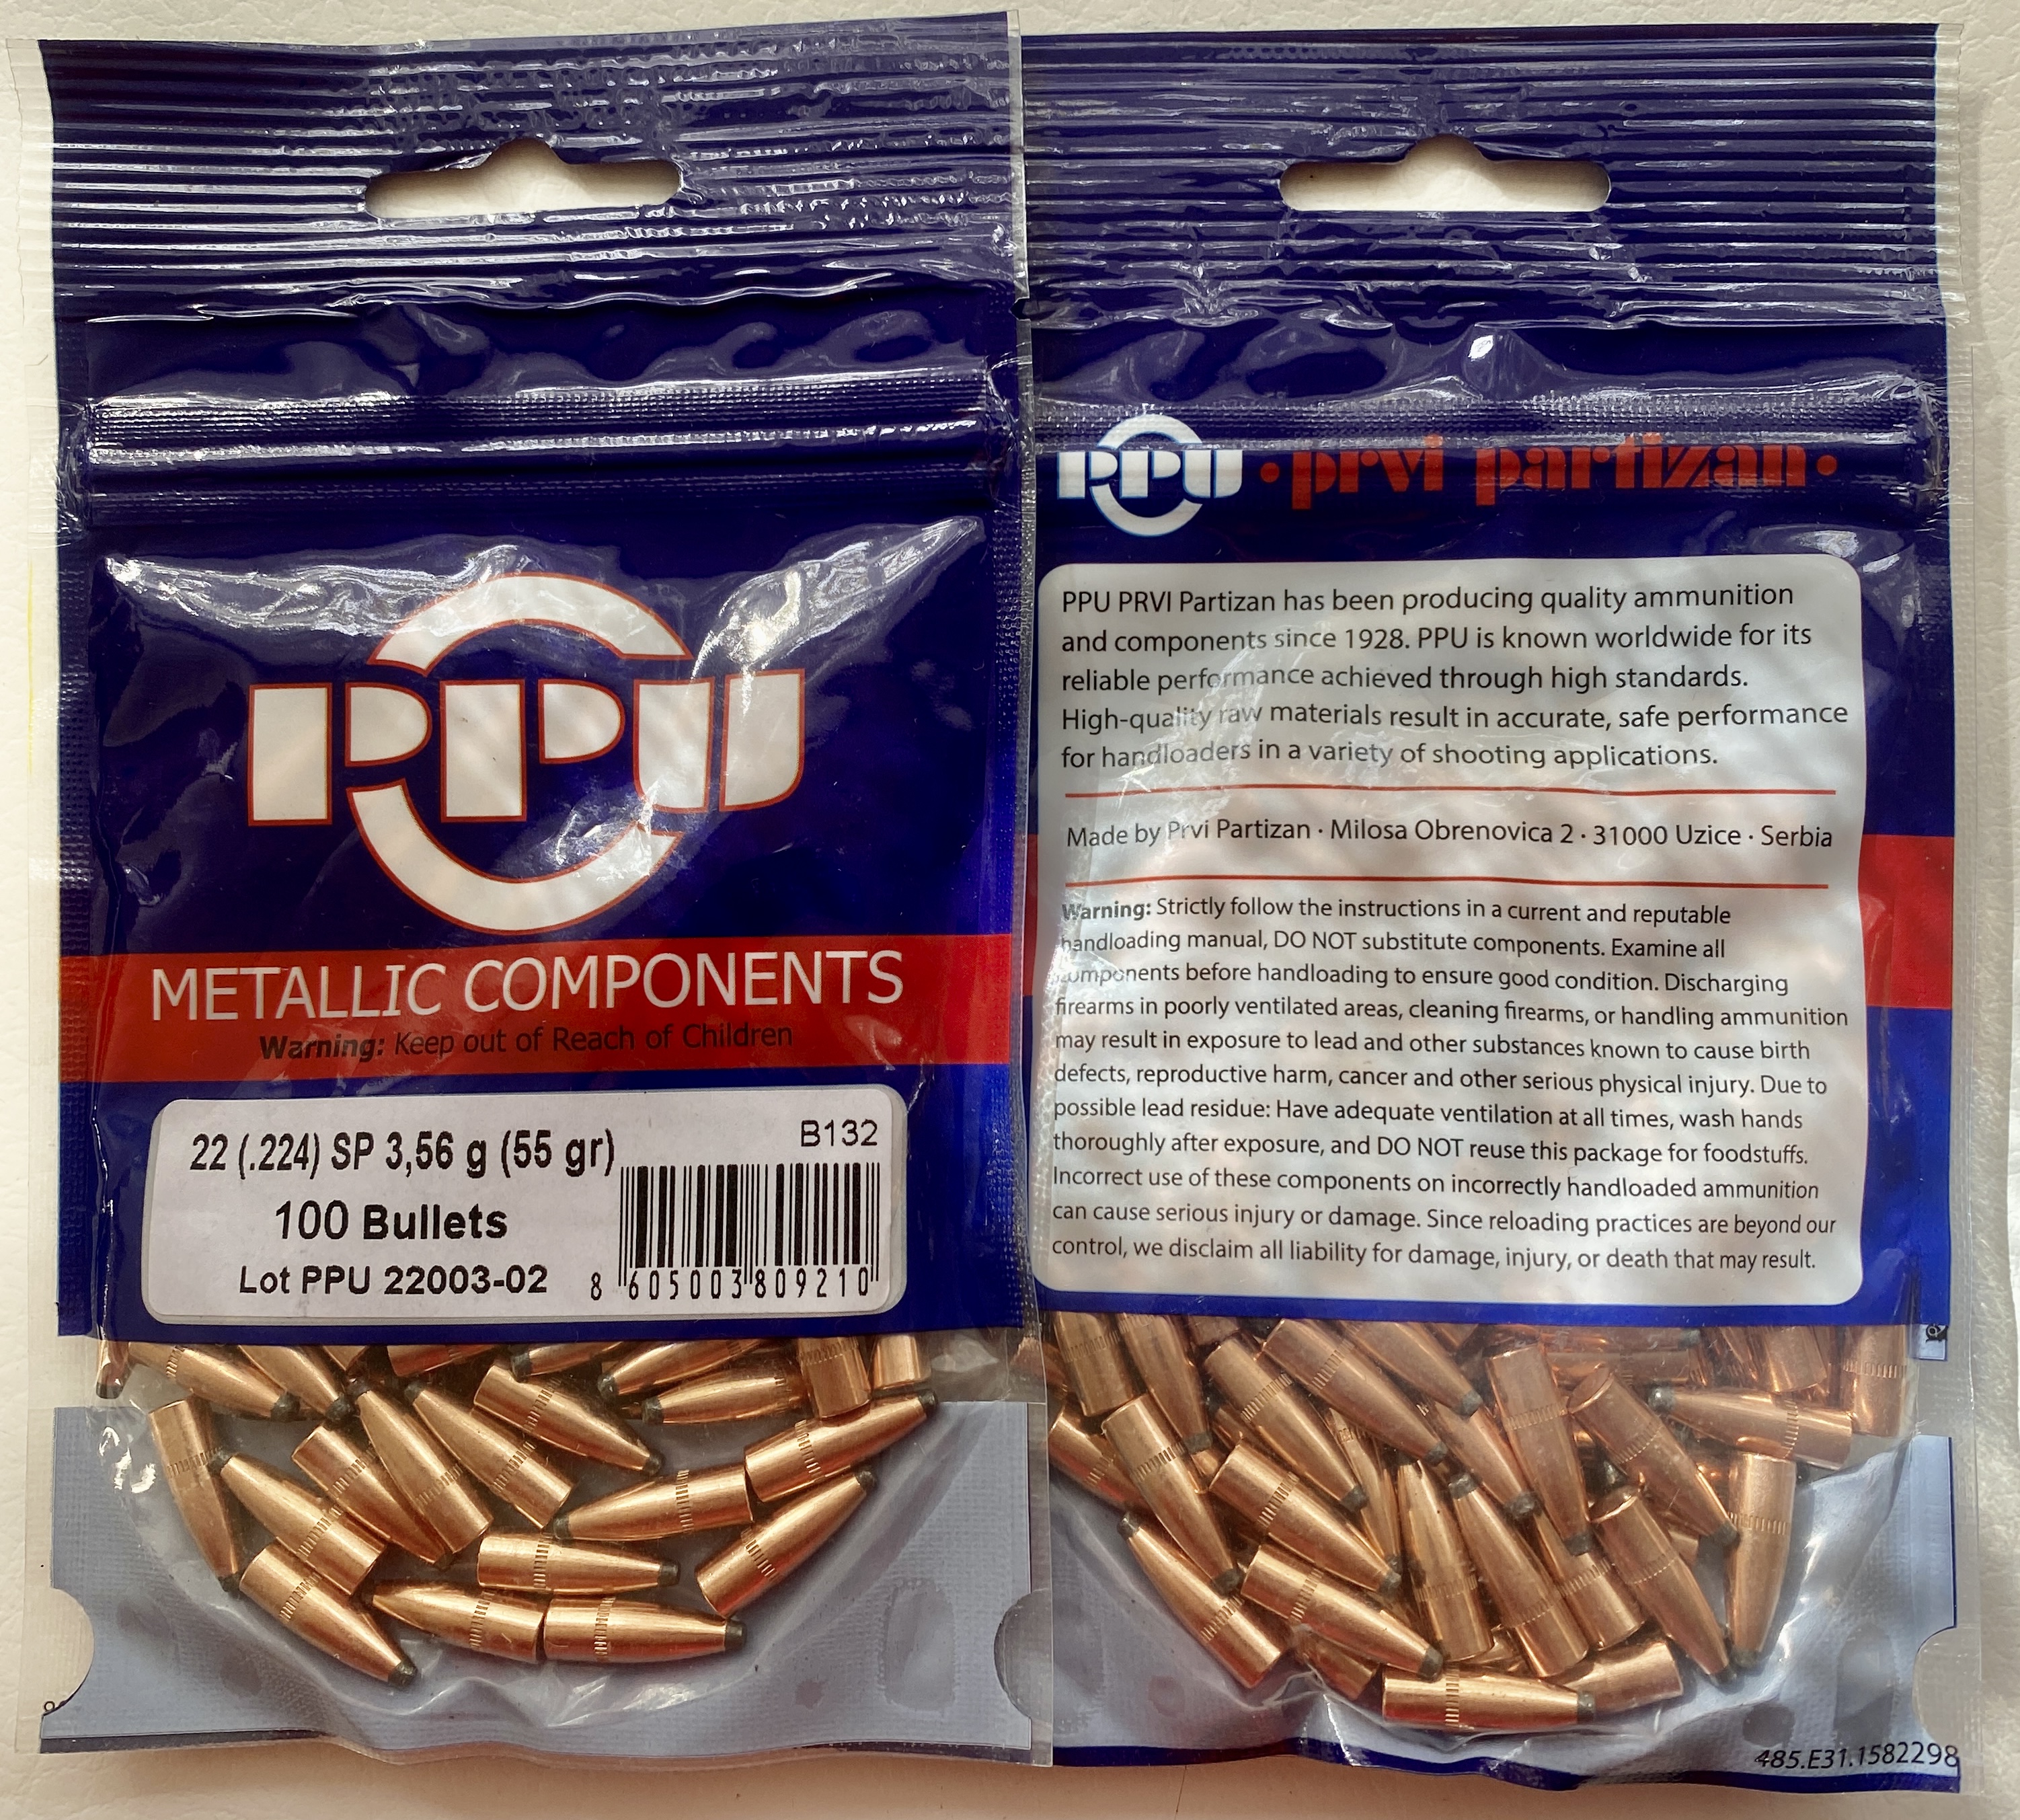 PPU
METALLIC COMPONENTS
Warning: Keep out of Reach of Children
22 (.224) SP 3,56 g (55 gr)
B132
100 Bullets
Lot PPU 22003-02
8 605003 809210
PPU • prvi partizan •
PPU PRVI Partizan has been producing quality ammunition
and components since 1928. PPU is known worldwide for its
reliable performance achieved through high standards.
High-quality raw materials result in accurate, safe performance
for handloaders in a variety of shooting applications.
Made by Prvi Partizan · Milosa Obrenovica 2 · 31000 Uzice · Serbia
Warning: Strictly follow the instructions in a current and reputable
handloading manual, DO NOT substitute components. Examine all
components before handloading to ensure good condition. Discharging
firearms in poorly ventilated areas, cleaning firearms, or handling ammunition
may result in exposure to lead and other substances known to cause birth
defects, reproductive harm, cancer and other serious physical injury. Due to
possible lead residue: Have adequate ventilation at all times, wash hands
thoroughly after exposure, and DO NOT reuse this package for foodstuffs.
Incorrect use of these components on incorrectly handloaded ammunition
can cause serious injury or damage. Since reloading practices are beyond our
control, we disclaim all liability for damage, injury, or death that may result.
485.E31.1582298